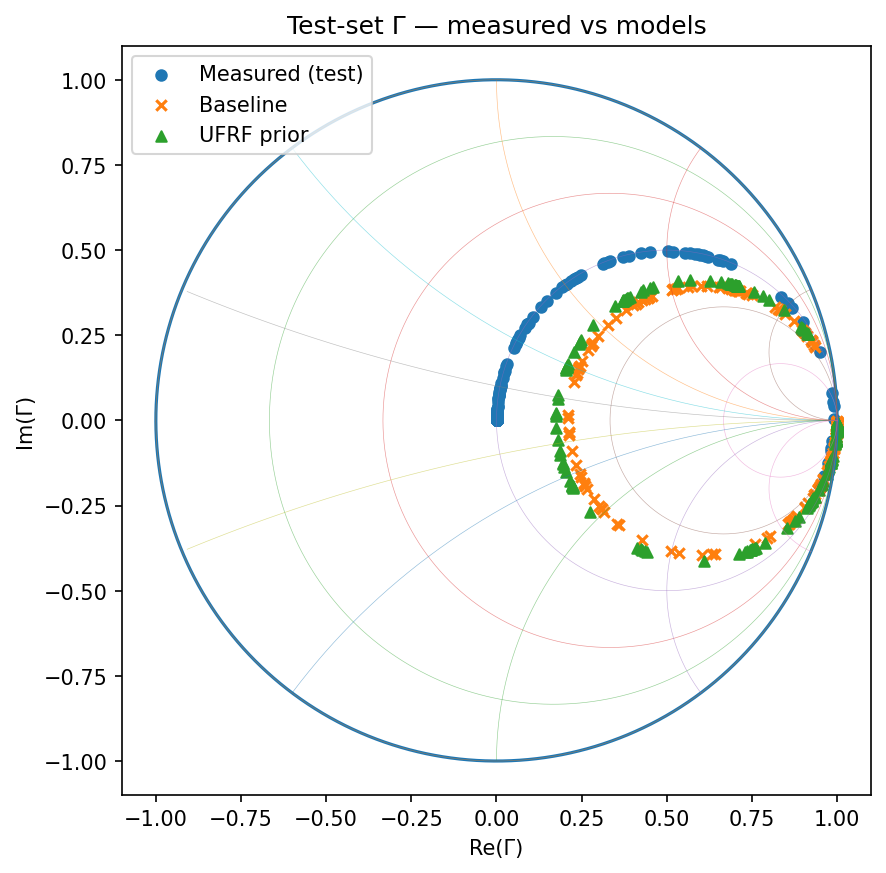 Test-set Γ — measured vs models
Measured (test)
Baseline
UFRF prior
1.00
0.75
0.50
0.25
0.00
−0.25
−0.50
−0.75
−1.00
Im(Γ)
−1.00 −0.75 −0.50 −0.25 0.00 0.25 0.50 0.75 1.00
Re(Γ)